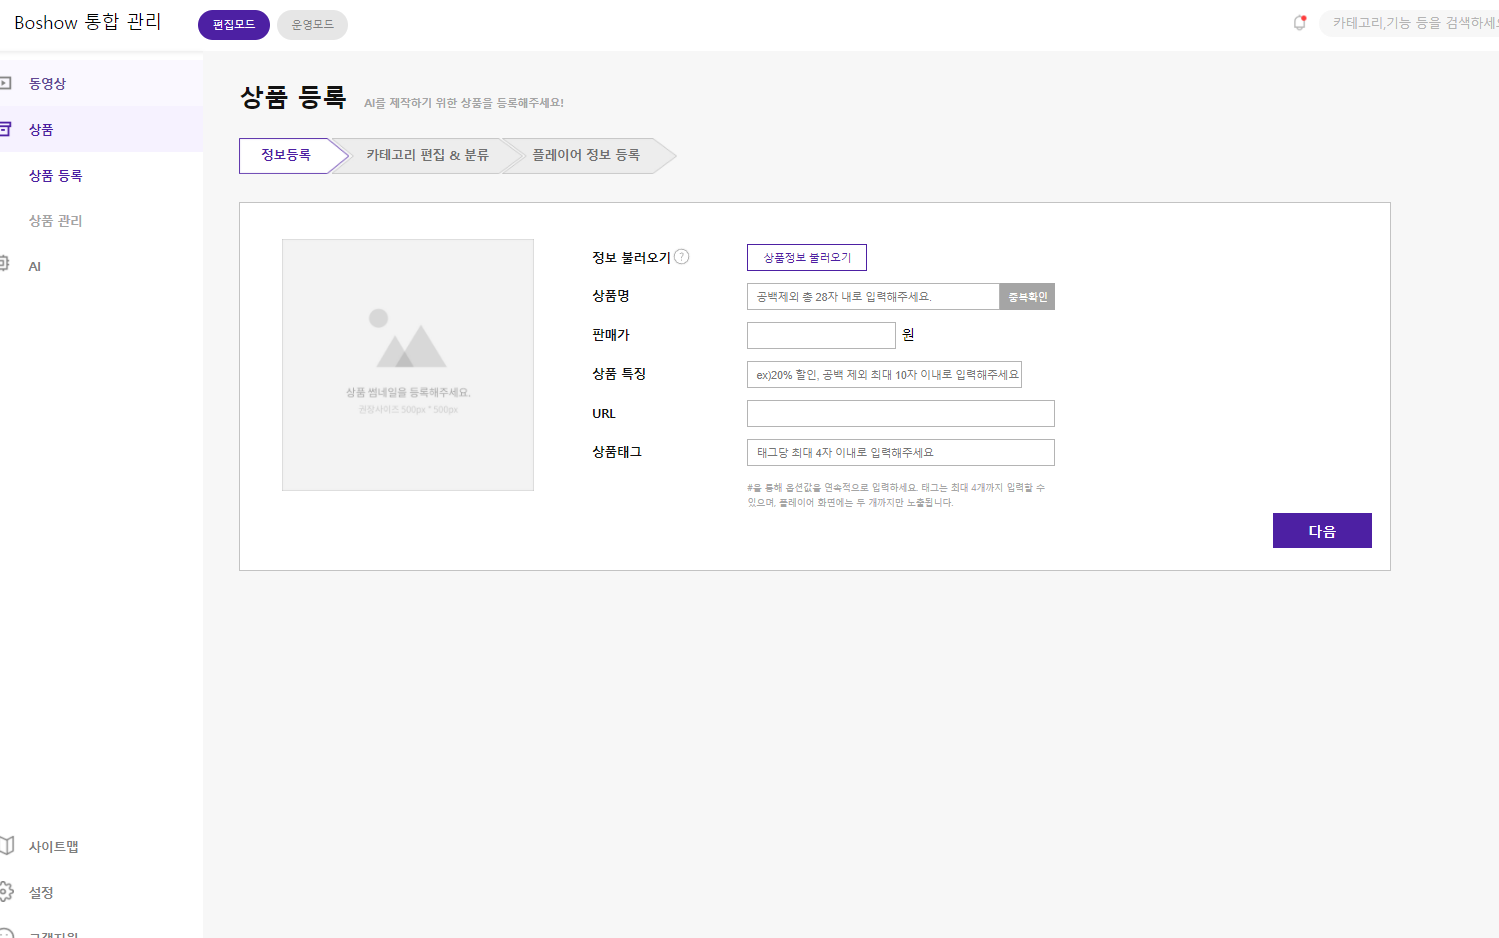 Boshow 통합 관리
편집모드
운영모드
카테고리,기능 등을 검색하세
동영상
상품
상품 등록
상품 관리
AI
사이트맵
설정
상품 등록
AI를 제작하기 위한 상품을 등록해주세요!
정보등록
카테고리 편집 & 분류
플레이어 정보 등록
상품 썸네일을 등록해주세요.
권장사이즈 500px * 500px
정보 불러오기 ?
상품정보 불러오기
상품명
공백제외 총 28자 내로 입력해주세요.
중복확인
판매가
원
상품 특징
ex)20% 할인, 공백 제외 최대 10자 이내로 입력해주세요
URL
상품태그
태그당 최대 4자 이내로 입력해주세요
#을 통해 옵션값을 연속적으로 입력하세요. 태그는 최대 4개까지 입력할 수
있으며, 플레이어 화면에는 두 개까지만 노출됩니다.
다음